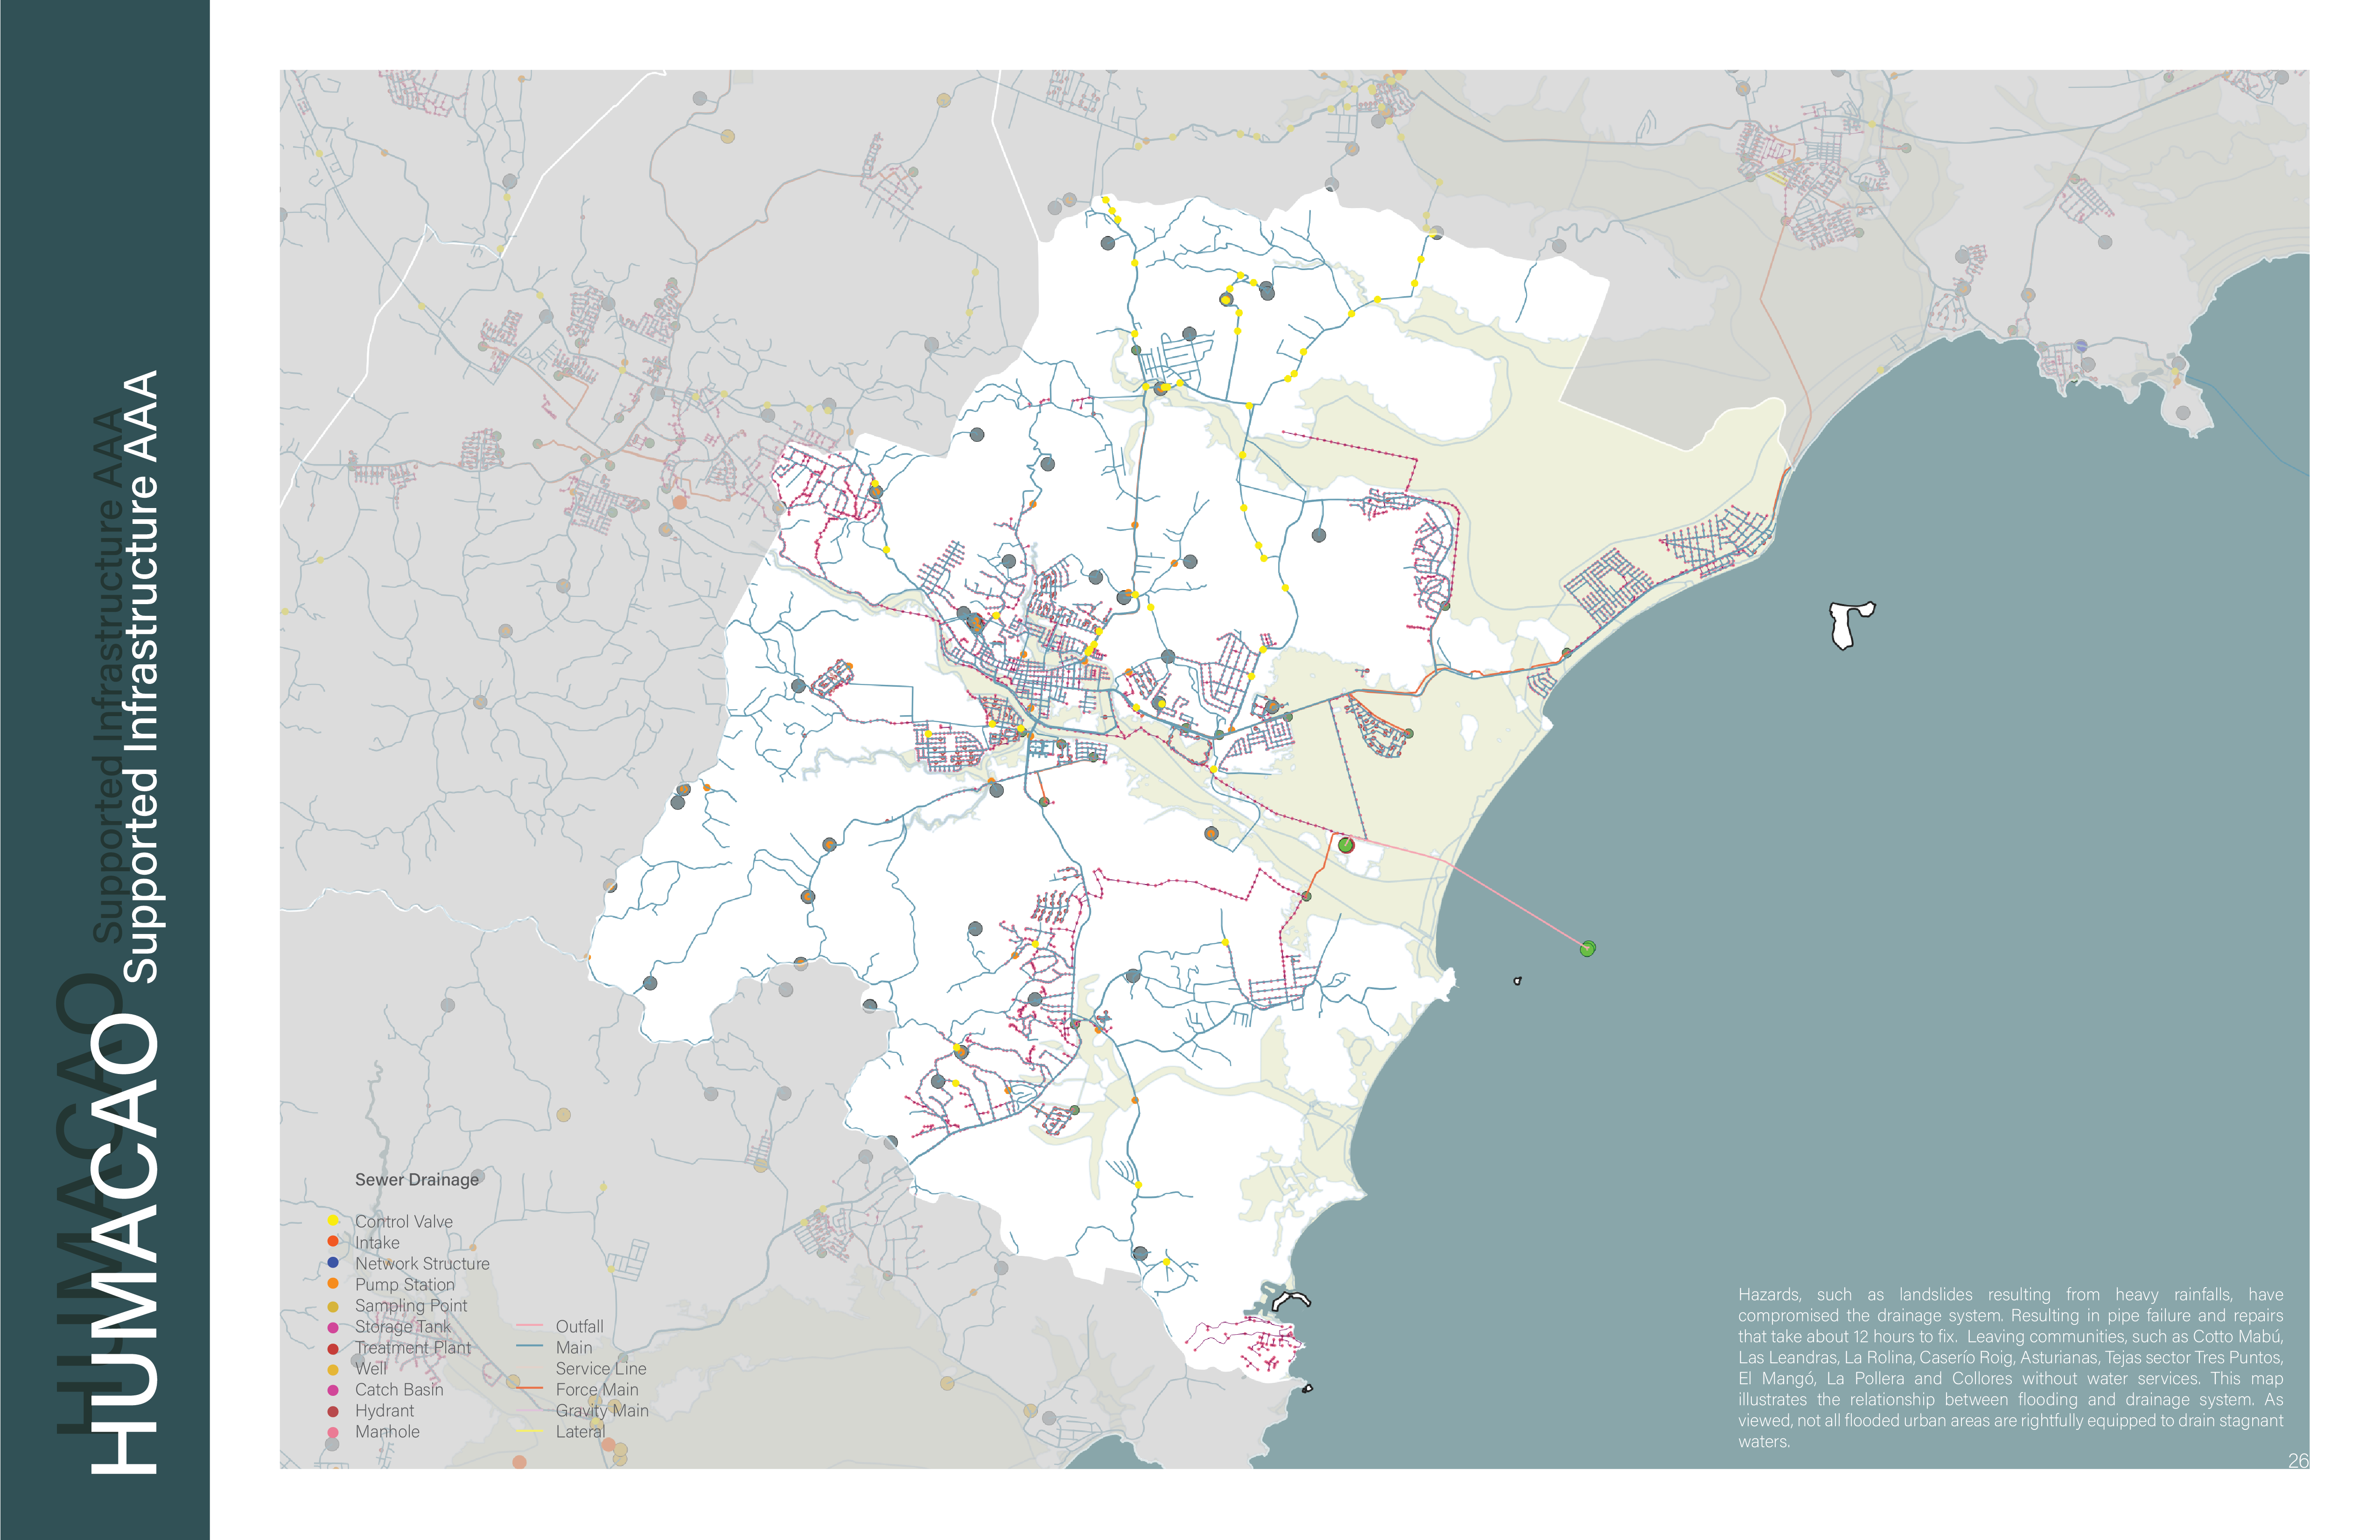 HUMACAO Supported Infrastructure AAA
HUMACAO Supported Infrastructure AAA
Sewer Drainage
Control Valve
Intake
Network Structure
Pump Station
Sampling Point
Storage Tank
Treatment Plant
Well
Catch Basin
Hydrant
Manhole
Outfall
Main
Service Line
Force Main
Gravity Main
Lateral
Hazards, such as landslides resulting from heavy rainfalls, have
compromised the drainage system. Resulting in pipe failure and repairs
that take about 12 hours to fix. Leaving communities, such as Cotto Mabú,
Las Leandras, La Rolina, Caserío Roig, Asturianas, Tejas sector Tres Puntos,
El Mangó, La Pollera and Collores without water services. This map
illustrates the relationship between flooding and drainage system. As
viewed, not all flooded urban areas are rightfully equipped to drain stagnant
waters.
26